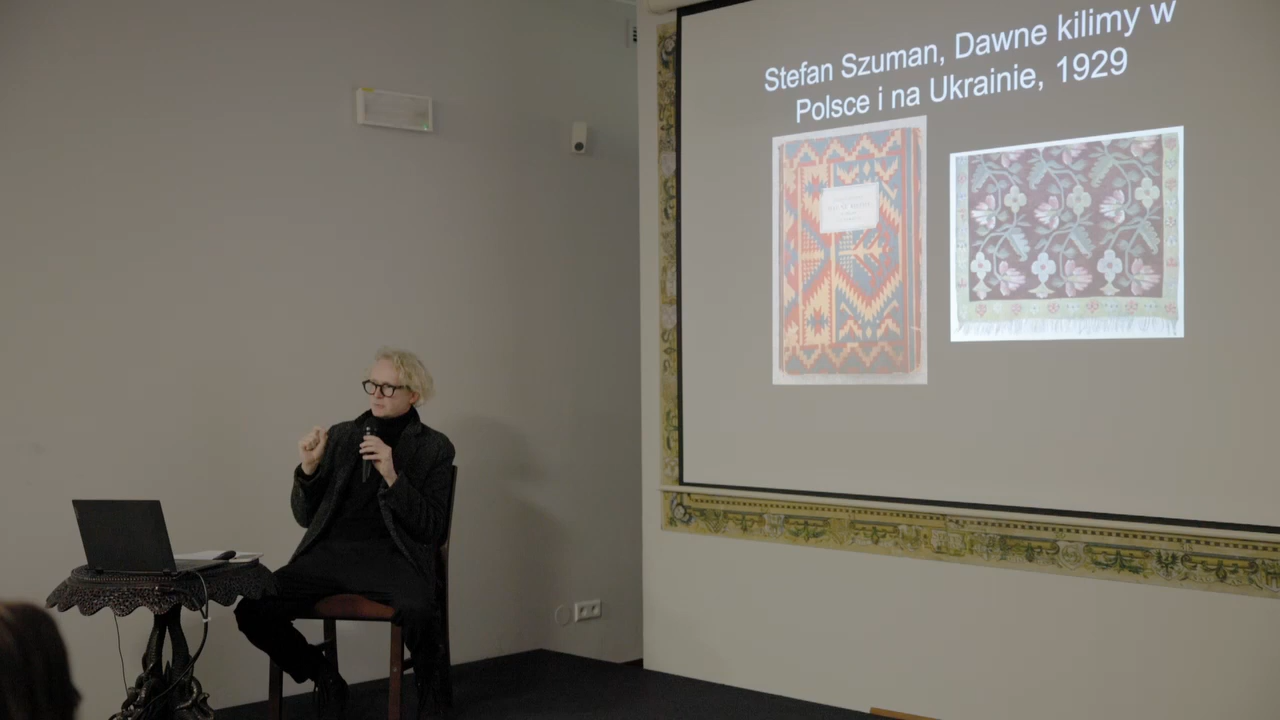 Stefan Szuman, Dawne kilimy w
Polsce i na Ukrainie, 1929